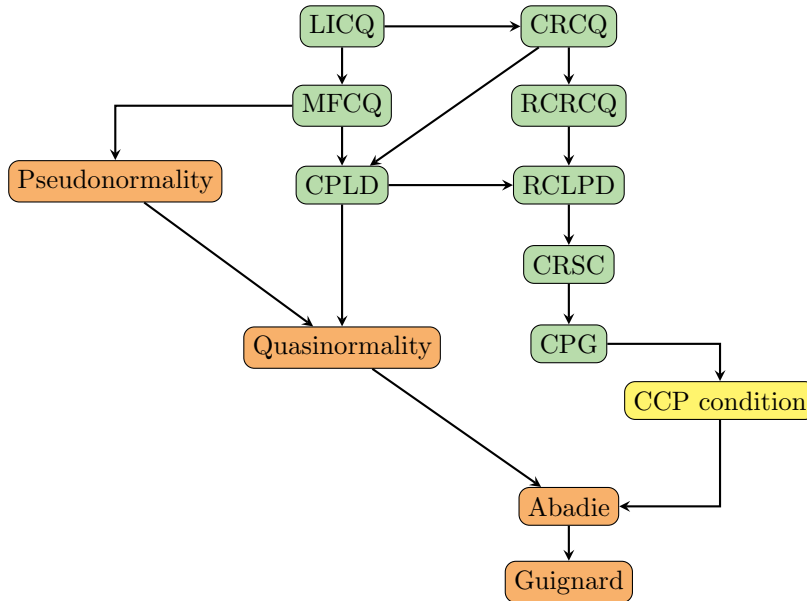 LICQ
CRCQ
MFCQ
RCRCQ
Pseudonormality
CPLD
RCLPD
CRSC
Quasinormality
CPG
CCP condition
Abadie
Guignard